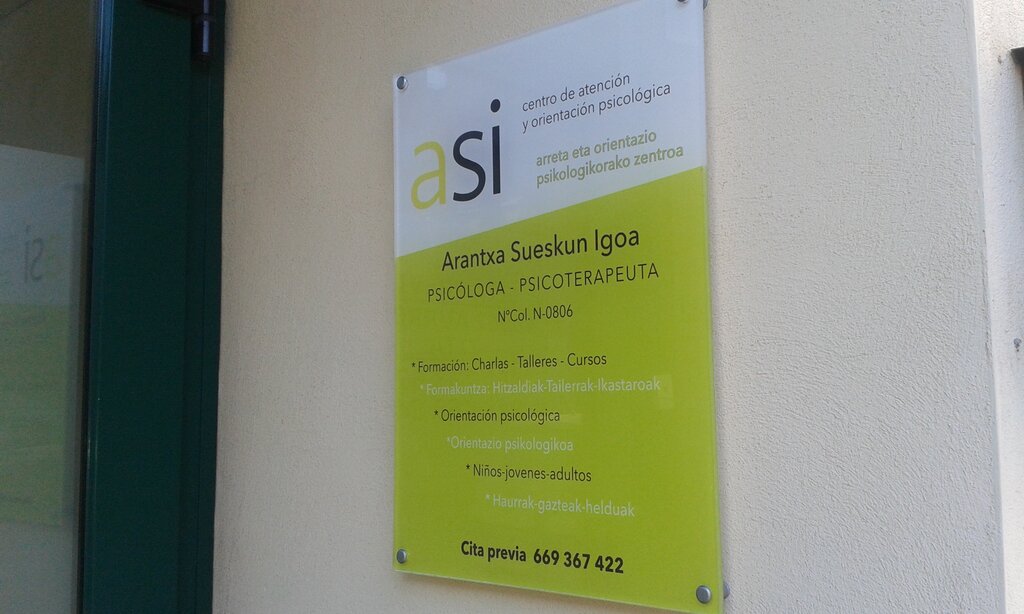 asi
centro de atención
y orientación psicológica
arreta eta orientazio
psikologikorako zentroa
Arantxa Sueskun Igoa
PSICÓLOGA - PSICOTERAPEUTA
NºCol. N-0806
* Formación: Charlas - Talleres - Cursos
* Formakuntza: Hitzaldiak-Tailerrak-Ikastaroak
* Orientación psicológica
*Orientazio psikologikoa
* Niños-jovenes-adultos
* Haurrak-gazteak-helduak
Cita previa 669 367 422